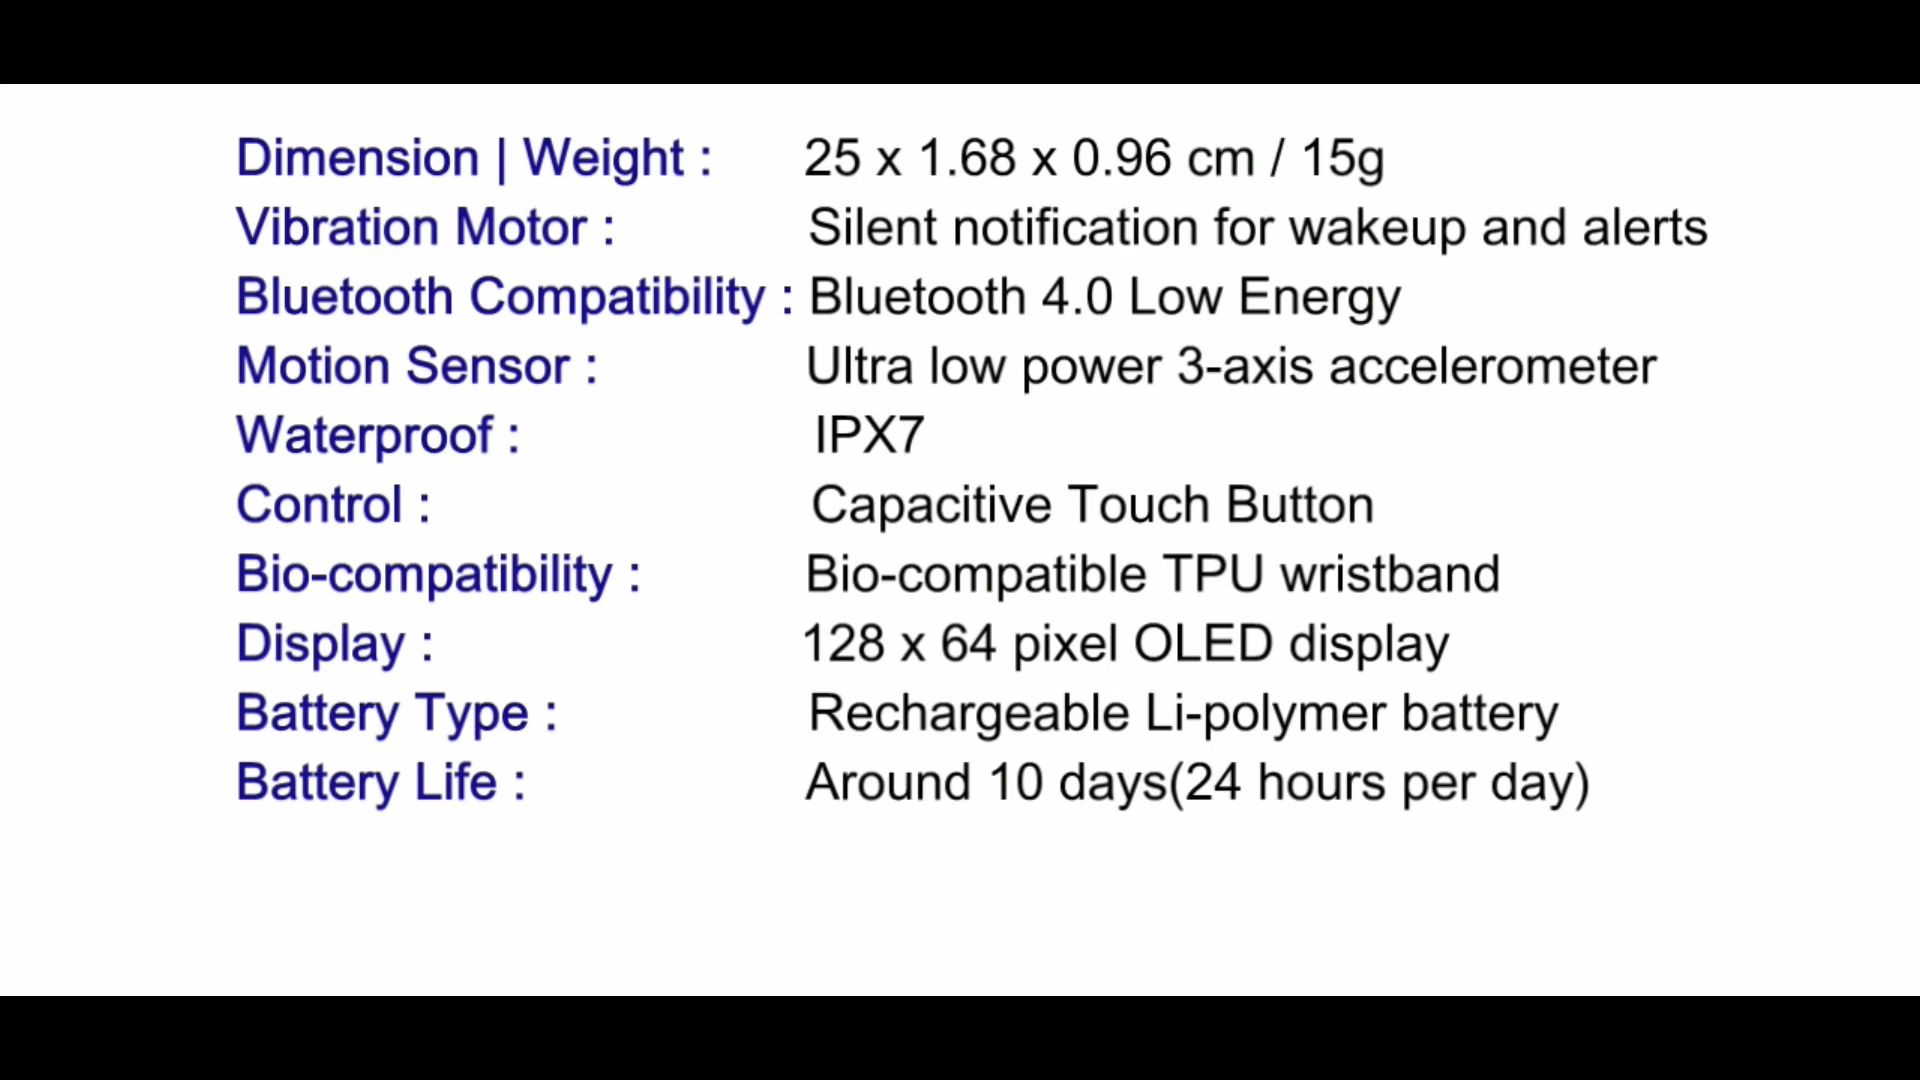 Dimension | Weight : 25 x 1.68 x 0.96 cm / 15g
Vibration Motor : Silent notification for wakeup and alerts
Bluetooth Compatibility : Bluetooth 4.0 Low Energy
Motion Sensor : Ultra low power 3-axis accelerometer
Waterproof : IPX7
Control : Capacitive Touch Button
Bio-compatibility : Bio-compatible TPU wristband
Display : 128 x 64 pixel OLED display
Battery Type : Rechargeable Li-polymer battery
Battery Life : Around 10 days(24 hours per day)